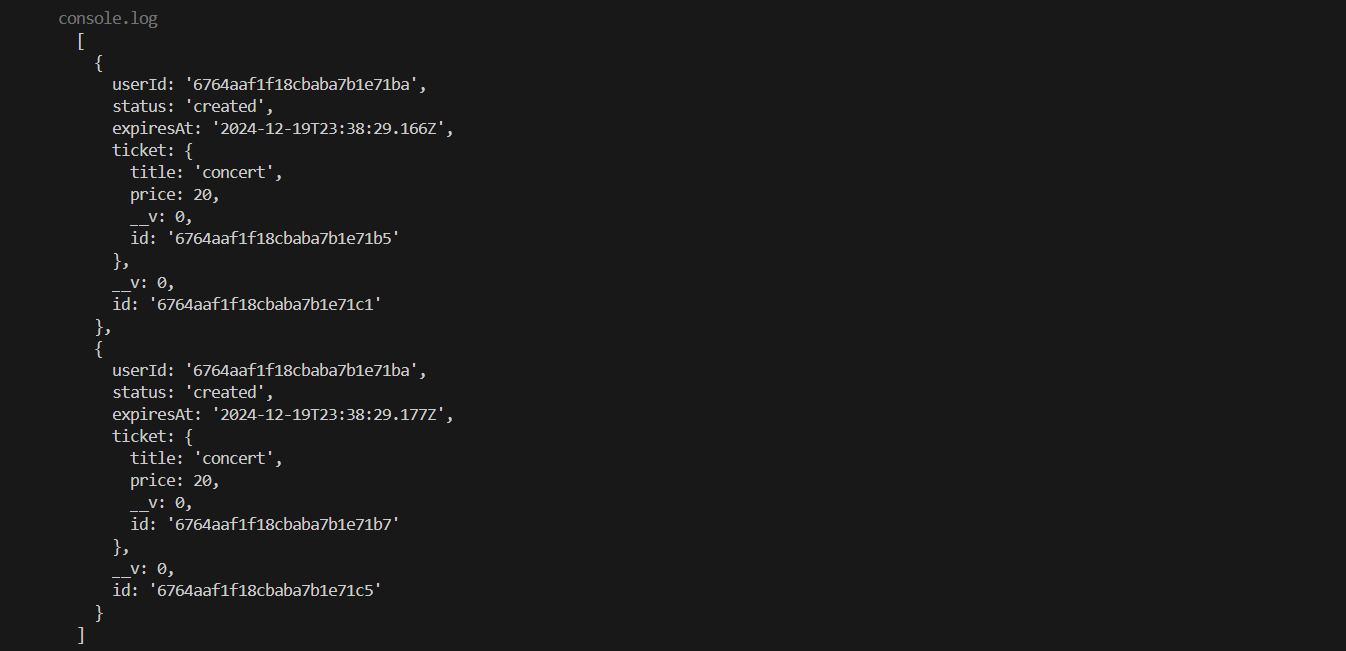 console.log
[
{
userId: '6764aaf1f18cbaba7b1e71ba',
status: 'created',
expiresAt: '2024-12-19T23:38:29.166Z',
ticket: {
title: 'concert',
price: 20,
__v: 0,
id: '6764aaf1f18cbaba7b1e71b5'
},
__v: 0,
id: '6764aaf1f18cbaba7b1e71c1'
},
{
userId: '6764aaf1f18cbaba7b1e71ba',
status: 'created',
expiresAt: '2024-12-19T23:38:29.177Z',
ticket: {
title: 'concert',
price: 20,
__v: 0,
id: '6764aaf1f18cbaba7b1e71b7'
},
__v: 0,
id: '6764aaf1f18cbaba7b1e71c5'
}
]